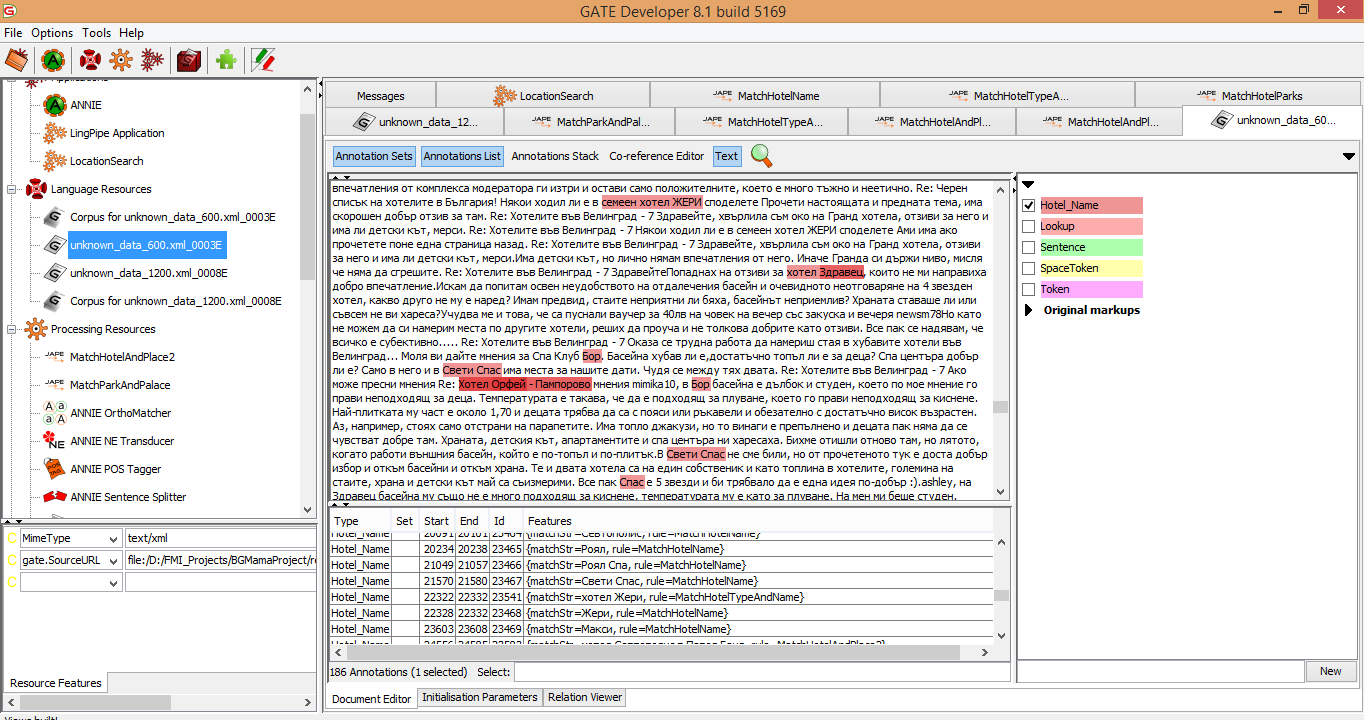 GATE Developer 8.1 build 5169
File Options Tools Help
Applications
ANNIE
LingPipe Application
LocationSearch
Language Resources
Corpus for unknown_data_600.xml_0003E
unknown_data_600.xml_0003E
unknown_data_1200.xml_0008E
Corpus for unknown_data_1200.xml_0008E
Processing Resources
MatchHotelAndPlace2
MatchParkAndPalace
ANNIE OrthoMatcher
ANNIE NE Transducer
ANNIE POS Tagger
ANNIE Sentence Splitter
C MimeType text/xml
C gate.SourceURL file:/D:/FMI_Projects/BGMamaProject/re
C
Resource Features
Messages LocationSearch MatchHotelName MatchHotelTypeA... MatchHotelParks
unknown_data_12... MatchParkAndPal... MatchHotelTypeA... MatchHotelAndPl... MatchHotelAndPl... unknown_data_60...
Annotation Sets Annotations List Annotations Stack Co-reference Editor Text
впечатления от комплекса модератора ги изтри и остави само положителните, което е много тъжно и неетично. Re: Черен
списък на хотелите в България! Някои ходил ли е в семеен хотел ЖЕРИ споделете Прочети настоящата и предната тема, има
скорошен добър отзив за там. Re: Хотелите във Велинград - 7 Здравейте, хвърлила съм око на Гранд хотела, отзиви за него и
има ли детски кът, мерси. Re: Хотелите във Велинград - 7 Някои ходил ли е в семеен хотел ЖЕРИ споделете Ами има ако
прочетете поне една страница назад. Re: Хотелите във Велинград - 7 Здравейте, хвърлила съм око на Гранд хотела, отзиви
за него и има ли детски кът, мерси.Има детски кът, но лично нямам впечатления от него. Иначе Гранда си държи ниво, мисля
че няма да сгрешите. Re: Хотелите във Велинград - 7 ЗдравейтеПопаднах на отзиви за хотел Здравец, които не ми направиха
добро впечатление.Искам да попитам освен неудобството на отдалечения басейн и очевидното неотговаряне на 4 звезден
хотел, какво друго не му е наред? Имам предвид, стаите неприятни ли бяха, басейнът неприемлив? Храната ставаше ли или
съвсем не ви хареса?Учудва ме и това, че са пуснали ваучер за 40лв на човек на вечер със закуска и вечеря newsm78Но като
не можем да си намерим места по другите хотели, реших да проуча и не толкова добрите като отзиви. Все пак се надявам, че
всичко е субективно..... Re: Хотелите във Велинград - 7 Оказа се трудна работа да намериш стая в хубавите хотели във
Велинград... Моля ви дайте мнения за Спа Клуб Бор. Басейна хубав ли е,достатъчно топъл ли е за деца? Спа центъра добър
ли е? Само в него и в Свети Спас има места за нашите дати. Чудя се между тях двата. Re: Хотелите във Велинград - 7 Ако
може пресни мнения Re: Хотел Орфей - Пампорово мнения mimika10, в Бор басейна е дълбок и студен, което по мое мнение го
прави неподходящ за деца. Температурата е такава, че да е подходящ за плуване, което го прави неподходящ за киснене.
Най-плитката му част е около 1,70 и децата трябва да са с пояси или ръкавели и обезателно с достатъчно висок възрастен.
Аз, например, стоях само отстрани на парапетите. Има топло джакузи, но то винаги е препълнено и децата пак няма да се
чувстват добре там. Храната, детския кът, апартаментите и спа центъра ни харесаха. Бихме отишли отново там, но лятото,
когато работи външния басейн, който е по-топъл и по-плитък.В Свети Спас не сме били, но от прочетеното тук е доста добър
избор и откъм басейни и откъм храна. Те и двата хотела са на един собственик и като топлина в хотелите, големина на
стаите, храна и детски кът май са съизмерими. Все пак Спас е 5 звезди и би трябвало да е една идея по-добър :).ashley, на
Здравец басейна му също не е много подходящ за киснене, температурата му е като за плуване. На мен ми беше студен.
Type Set Start End Id Features
Hotel_Name 20091 20101 23464 {matchStr=Севтополис, rule=MatchHotelName}
Hotel_Name 20234 20238 23465 {matchStr=Роял, rule=MatchHotelName}
Hotel_Name 21049 21057 23466 {matchStr=Роял Спа, rule=MatchHotelName}
Hotel_Name 21570 21580 23467 {matchStr=Свети Спас, rule=MatchHotelName}
Hotel_Name 22322 22332 23541 {matchStr=хотел Жери, rule=MatchHotelTypeAndName}
Hotel_Name 22328 22332 23468 {matchStr=Жери, rule=MatchHotelName}
Hotel_Name 23603 23608 23469 {matchStr=Макси, rule=MatchHotelName}
186 Annotations (1 selected) Select:
Document Editor Initialisation Parameters Relation Viewer
Hotel_Name
Lookup
Sentence
SpaceToken
Token
Original markups
New
Views built!